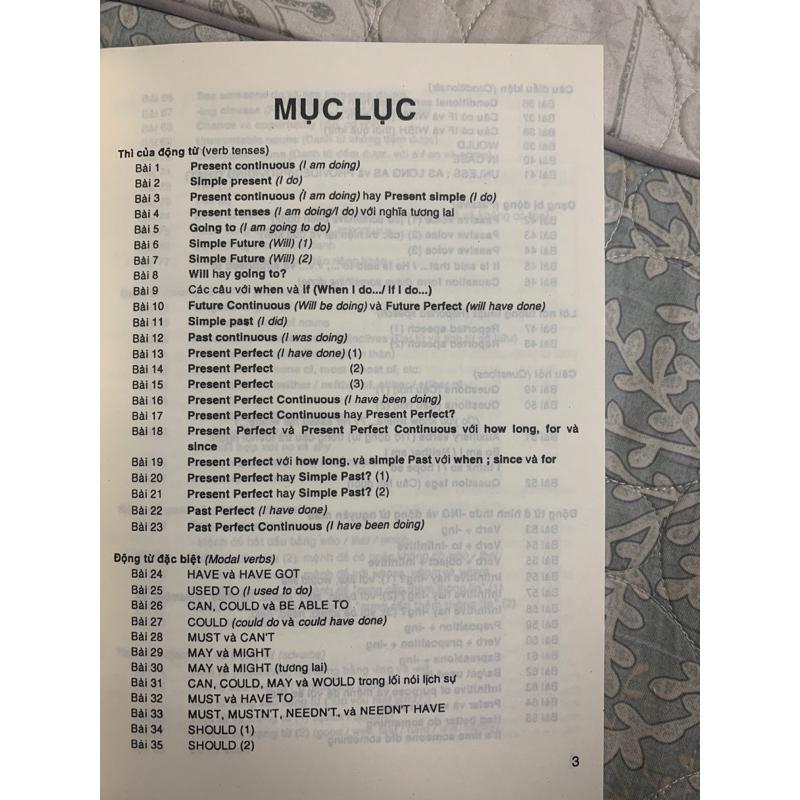 MỤC LỤC
Thì của động từ (verb tenses)
Bài 1 Present continuous (I am doing)
Bài 2 Simple present (I do)
Bài 3 Present continuous (I am doing) hay Present simple (I do)
Bài 4 Present tenses (I am doing/I do) với nghĩa tương lai
Bài 5 Going to (I am going to do)
Bài 6 Simple Future (Will) (1)
Bài 7 Simple Future (Will) (2)
Bài 8 Will hay going to?
Bài 9 Các câu với when và if (When I do.../ If I do...)
Bài 10 Future Continuous (Will be doing) và Future Perfect (will have done)
Bài 11 Simple past (I did)
Bài 12 Past continuous (I was doing)
Bài 13 Present Perfect (I have done) (1)
Bài 14 Present Perfect (2)
Bài 15 Present Perfect (3)
Bài 16 Present Perfect Continuous (I have been doing)
Bài 17 Present Perfect Continuous hay Present Perfect?
Bài 18 Present Perfect và Present Perfect Continuous với how long, for và
since
Bài 19 Present Perfect với how long, và simple Past với when ; since và for
Bài 20 Present Perfect hay Simple Past? (1)
Bài 21 Present Perfect hay Simple Past? (2)
Bài 22 Past Perfect (I have done)
Bài 23 Past Perfect Continuous (I have been doing)
Động từ đặc biệt (Modal verbs)
Bài 24 HAVE và HAVE GOT
Bài 25 USED TO (I used to do)
Bài 26 CAN, COULD và BE ABLE TO
Bài 27 COULD (could do và could have done)
Bài 28 MUST và CAN'T
Bài 29 MAY và MIGHT
Bài 30 MAY và MIGHT (tương lai)
Bài 31 CAN, COULD, MAY và WOULD trong lối nói lịch sự
Bài 32 MUST và HAVE TO
Bài 33 MUST, MUSTN'T, NEEDN'T, và NEEDN'T HAVE
Bài 34 SHOULD (1)
Bài 35 SHOULD (2)
3